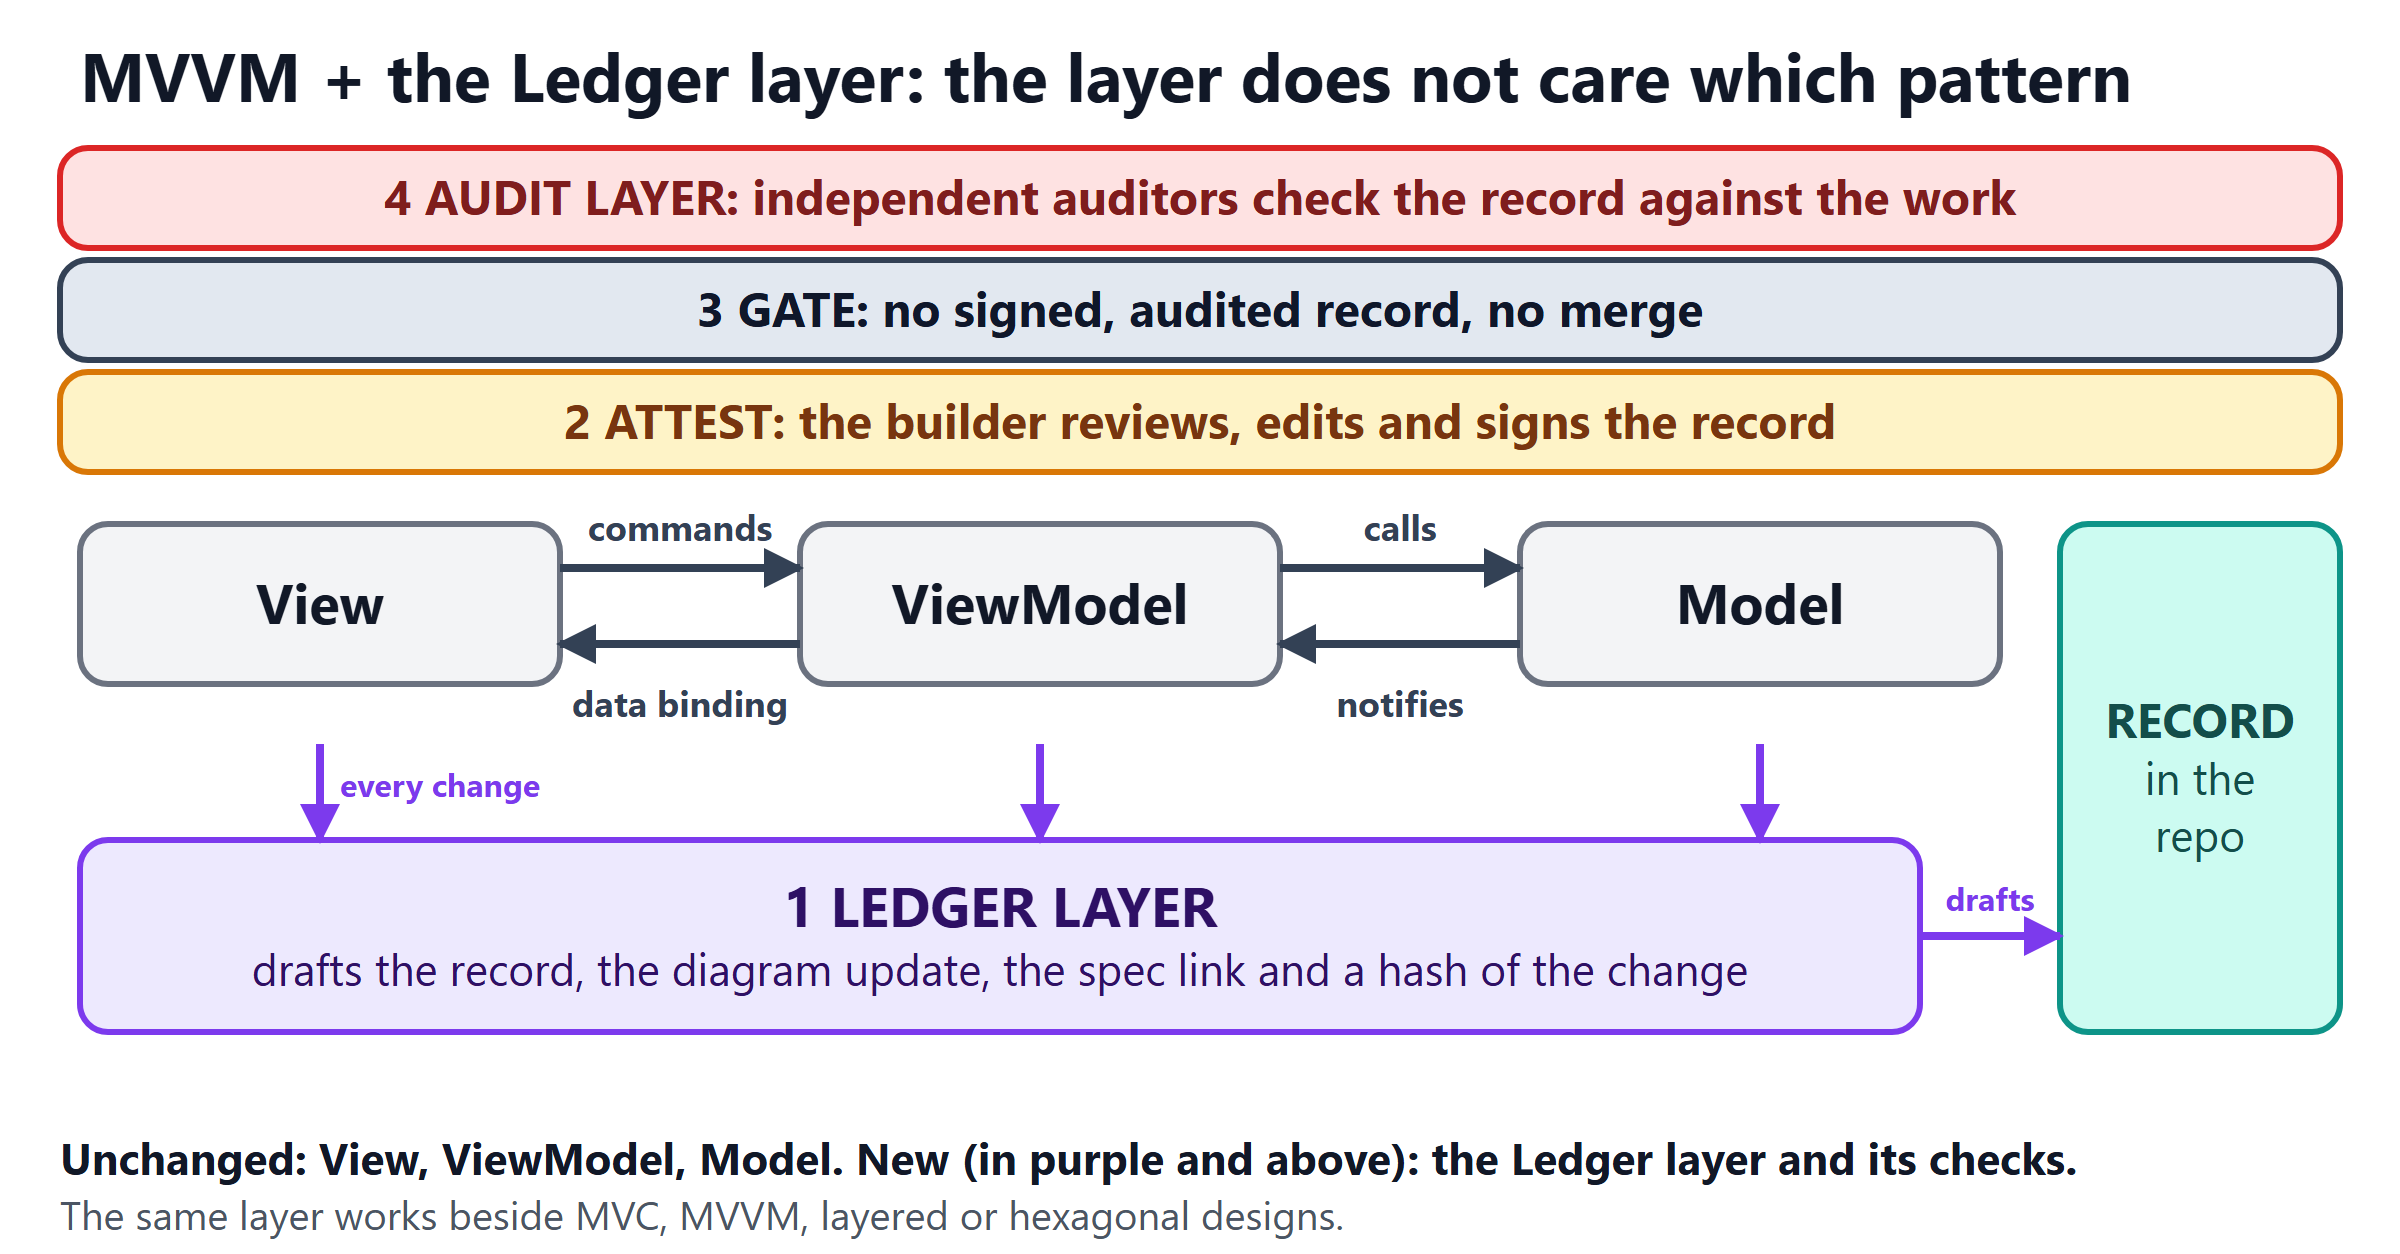 MVVM + the Ledger layer: the layer does not care which pattern
4 AUDIT LAYER: independent auditors check the record against the work
3 GATE: no signed, audited record, no merge
2 ATTEST: the builder reviews, edits and signs the record
commands
calls
View
ViewModel
Model
data binding
notifies
RECORD
in the
repo
every change
drafts
1 LEDGER LAYER
drafts the record, the diagram update, the spec link and a hash of the change
Unchanged: View, ViewModel, Model. New (in purple and above): the Ledger layer and its checks.
The same layer works beside MVC, MVVM, layered or hexagonal designs.